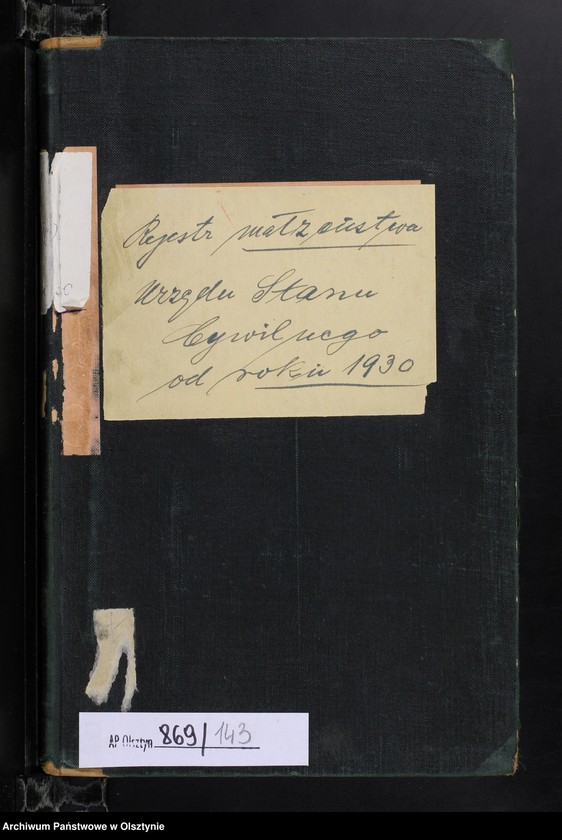 Rejestr małżeństwa
Urzędu Stanu
Cywilnego
od roku 1930
AP Olsztyn 869/143
Archiwum Państwowe w Olsztynie